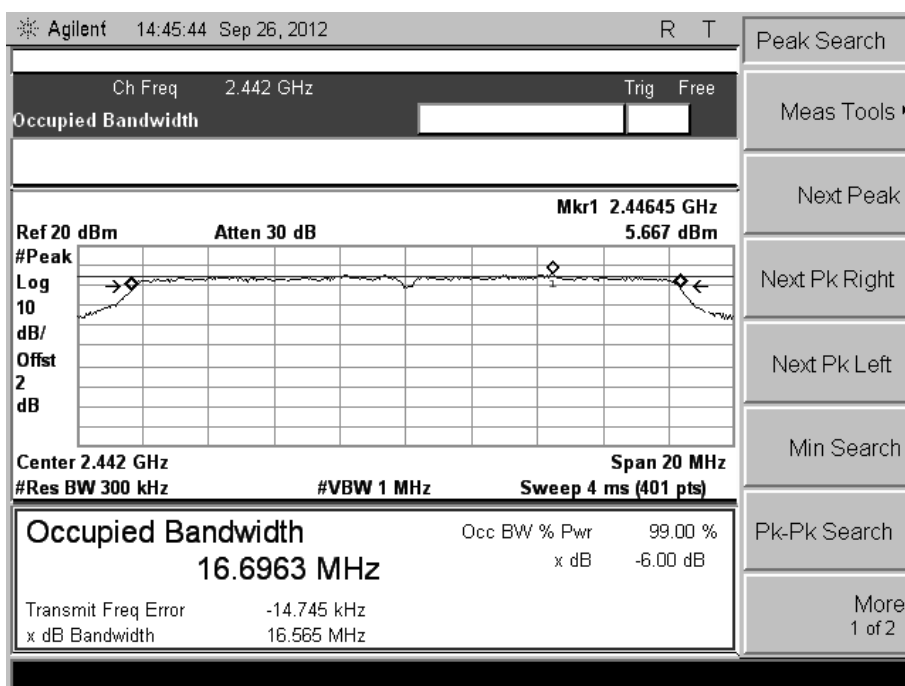 Agilent 14:45:44 Sep 26, 2012 R T
Peak Search
Ch Freq 2.442 GHz Trig Free
Occupied Bandwidth
Meas Tools
Next Peak
Next Pk Right
Next Pk Left
Min Search
Pk-Pk Search
More
1 of 2
Mkr1 2.44645 GHz
Ref 20 dBm Atten 30 dB 5.667 dBm
#Peak
Log
10
dB/
Offst
2
dB
1
Center 2.442 GHz Span 20 MHz
#Res BW 300 kHz #VBW 1 MHz Sweep 4 ms (401 pts)
Occupied Bandwidth Occ BW % Pwr 99.00 %
16.6963 MHz x dB -6.00 dB
Transmit Freq Error -14.745 kHz
x dB Bandwidth 16.565 MHz